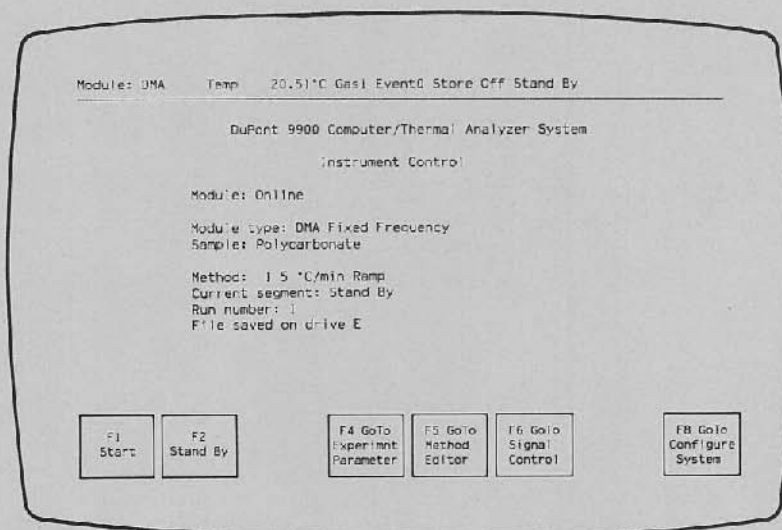 Module: DMA Temp 20.51°C Gas1 Event0 Store Off Stand By
DuPont 9900 Computer/Thermal Analyzer System
Instrument Control
Module: Online
Module type: DMA Fixed Frequency
Sample: Polycarbonate
Method: 1 5 °C/min Ramp
Current segment: Stand By
Run number: 1
File saved on drive E
F1
Start
F2
Stand By
F4 GoTo
Experimnt
Parameter
F5 GoTo
Method
Editor
F6 GoTo
Signal
Control
F8 GoTo
Configure
System